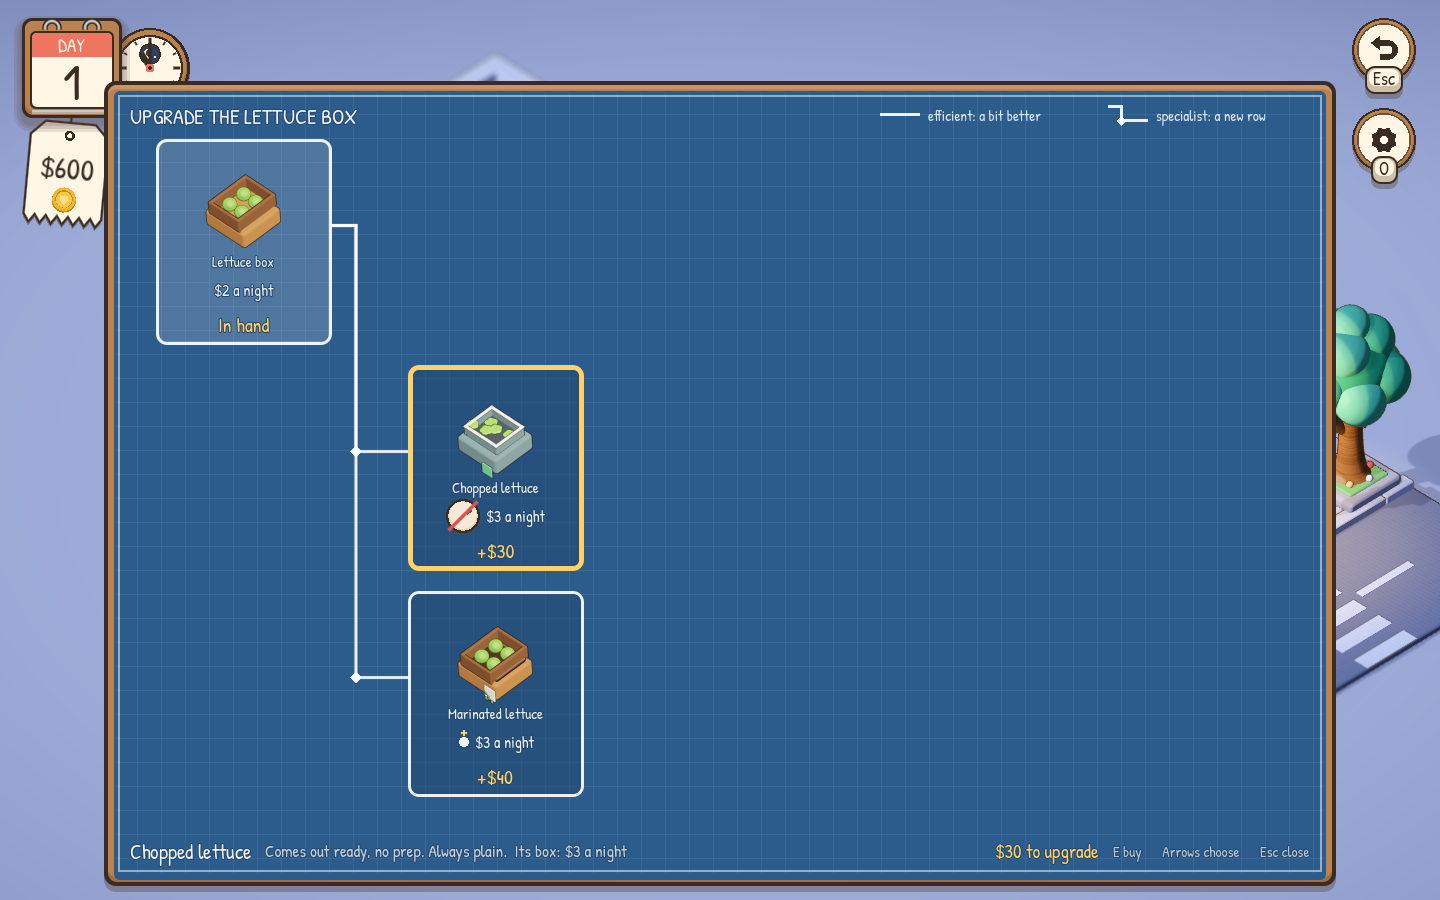 DAY
1
$600
Esc
0
UPGRADE THE LETTUCE BOX
efficient: a bit better
specialist: a new row
Lettuce box
$2 a night
In hand
Chopped lettuce
$3 a night
+$30
Marinated lettuce
$3 a night
+$40
Chopped lettuce
Comes out ready, no prep. Always plain. Its box: $3 a night
$30 to upgrade
E buy
Arrows choose
Esc close